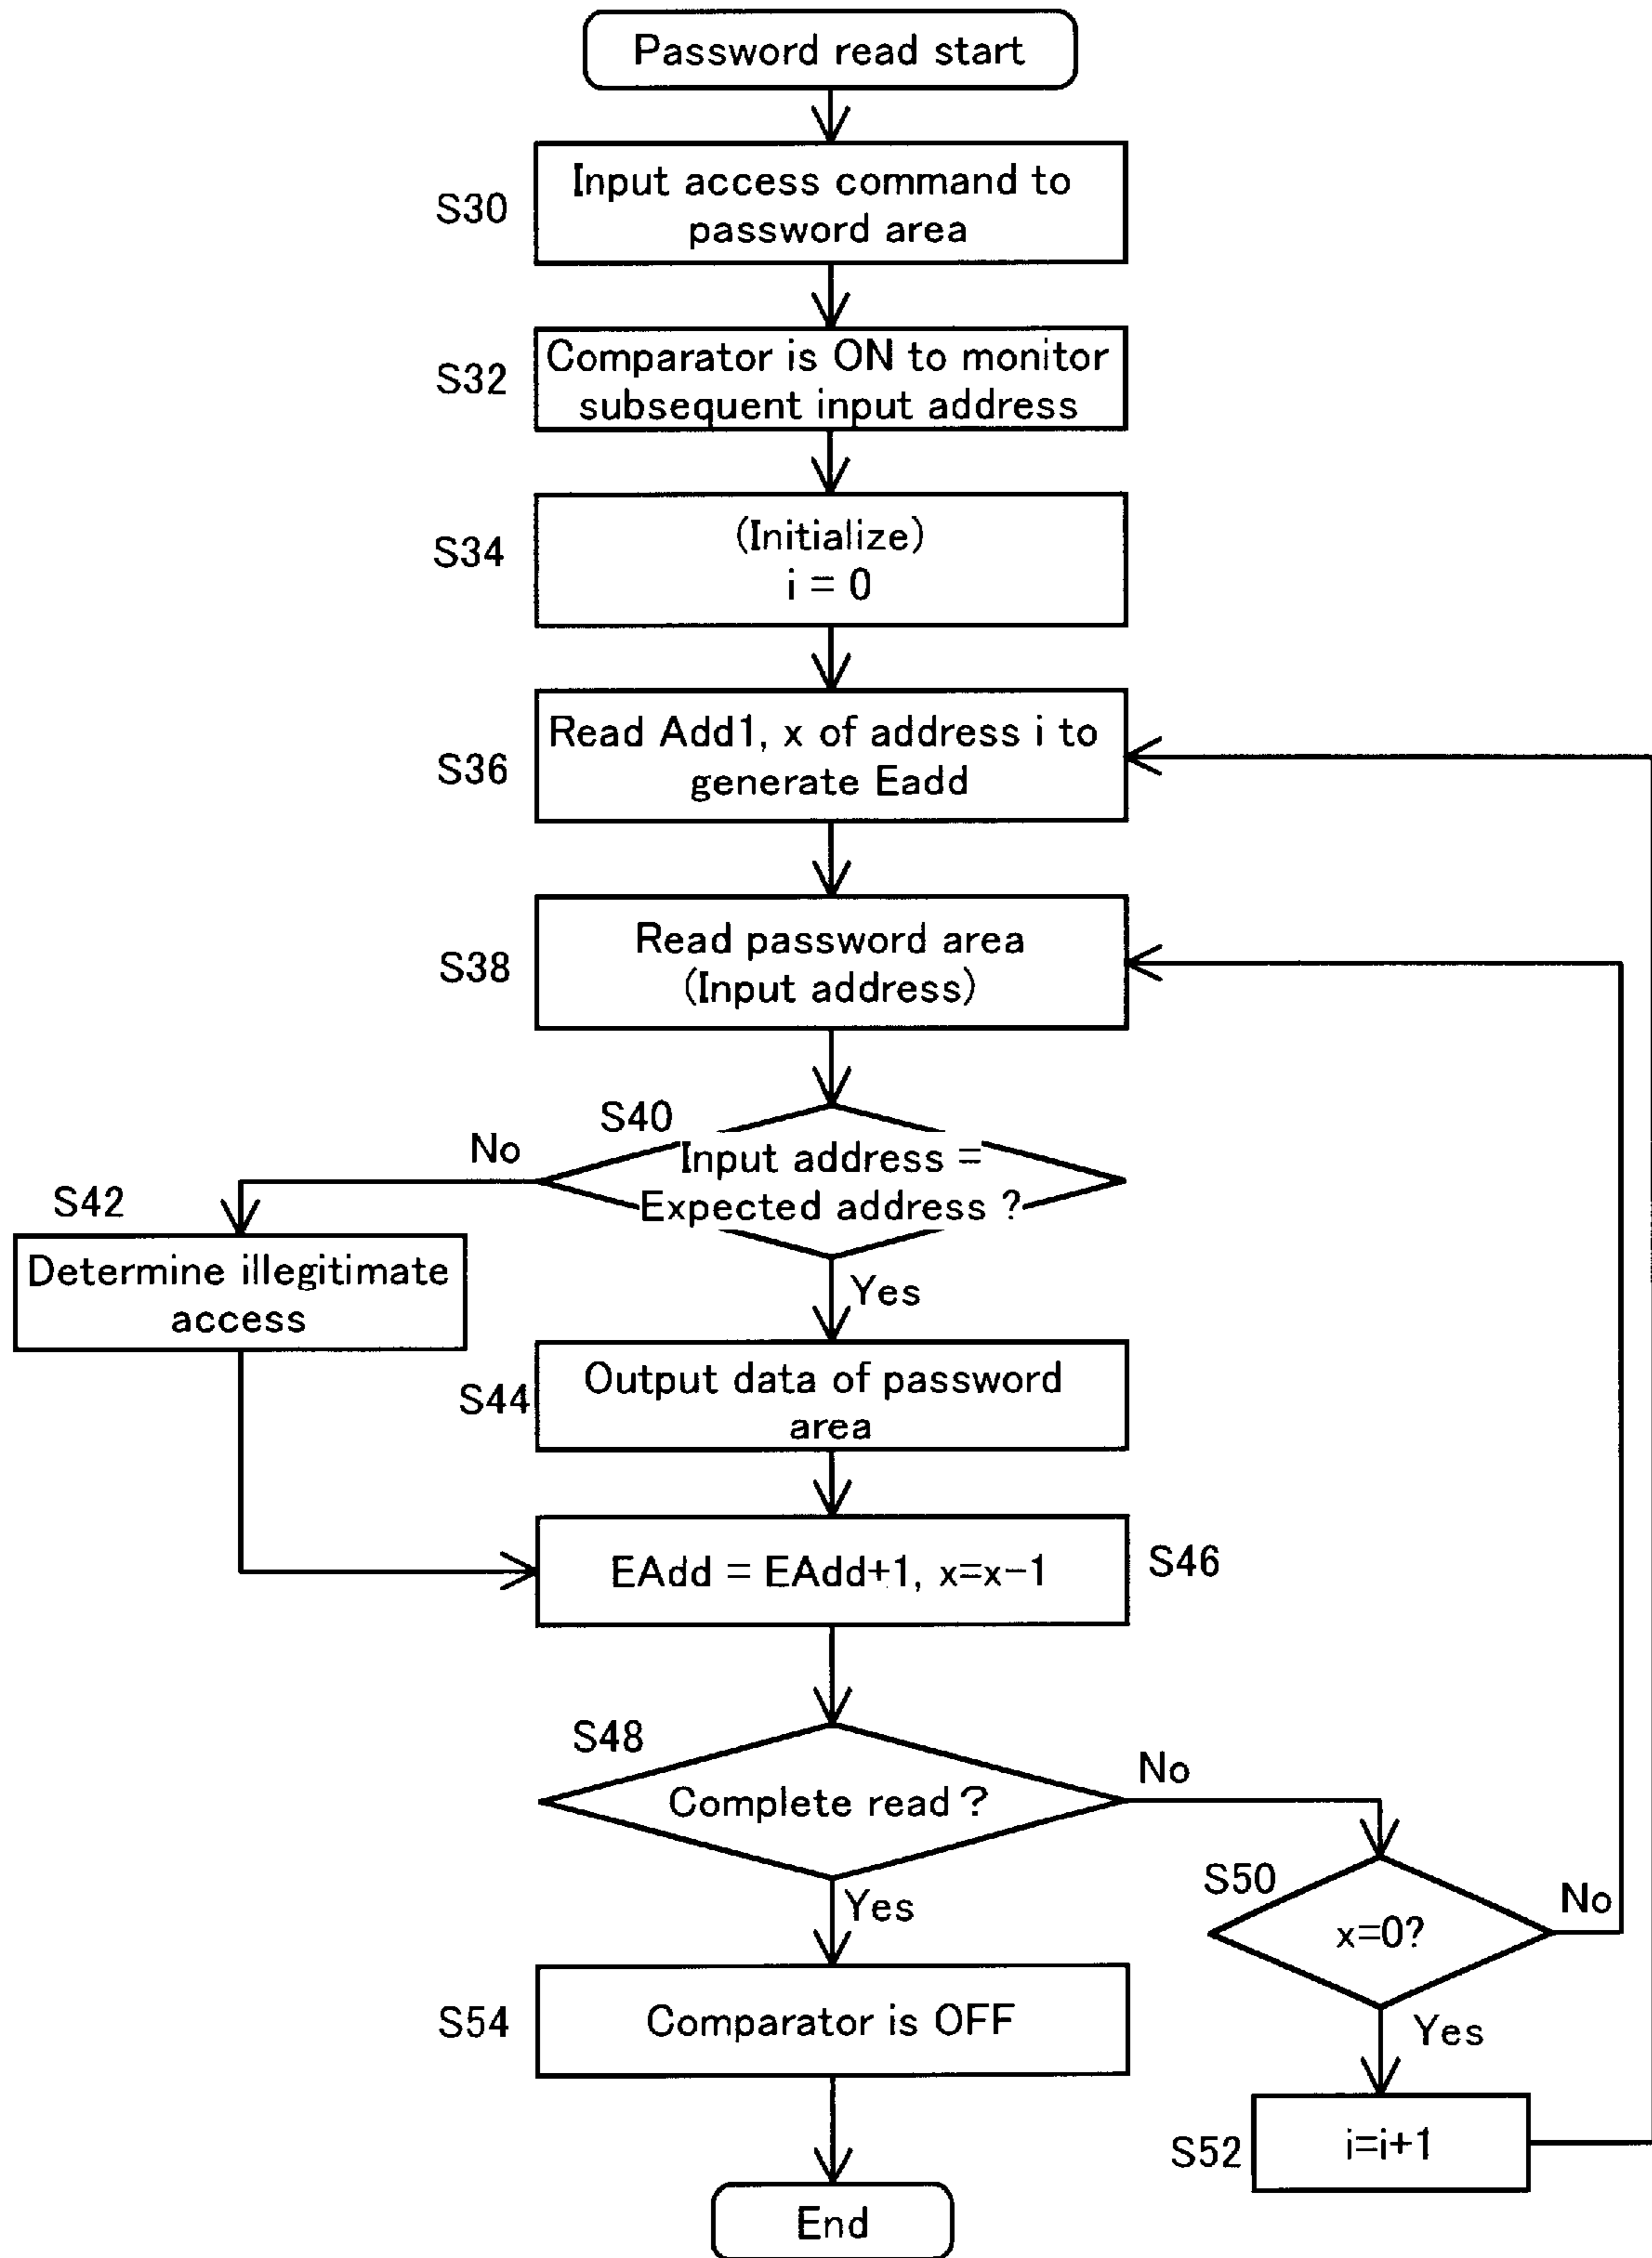 Password read start
S30
Input access command to
password area
S32
Comparator is ON to monitor
subsequent input address
S34
(Initialize)
i = 0
S36
Read Add1, x of address i to
generate Eadd
S38
Read password area
(Input address)
S40
No
Input address =
Expected address ?
S42
Determine illegitimate
access
Yes
S44
Output data of password
area
EAdd = EAdd+1, x=x-1
S46
S48
Complete read ?
No
S50
x=0?
No
Yes
S54
Comparator is OFF
Yes
S52
i=i+1
End